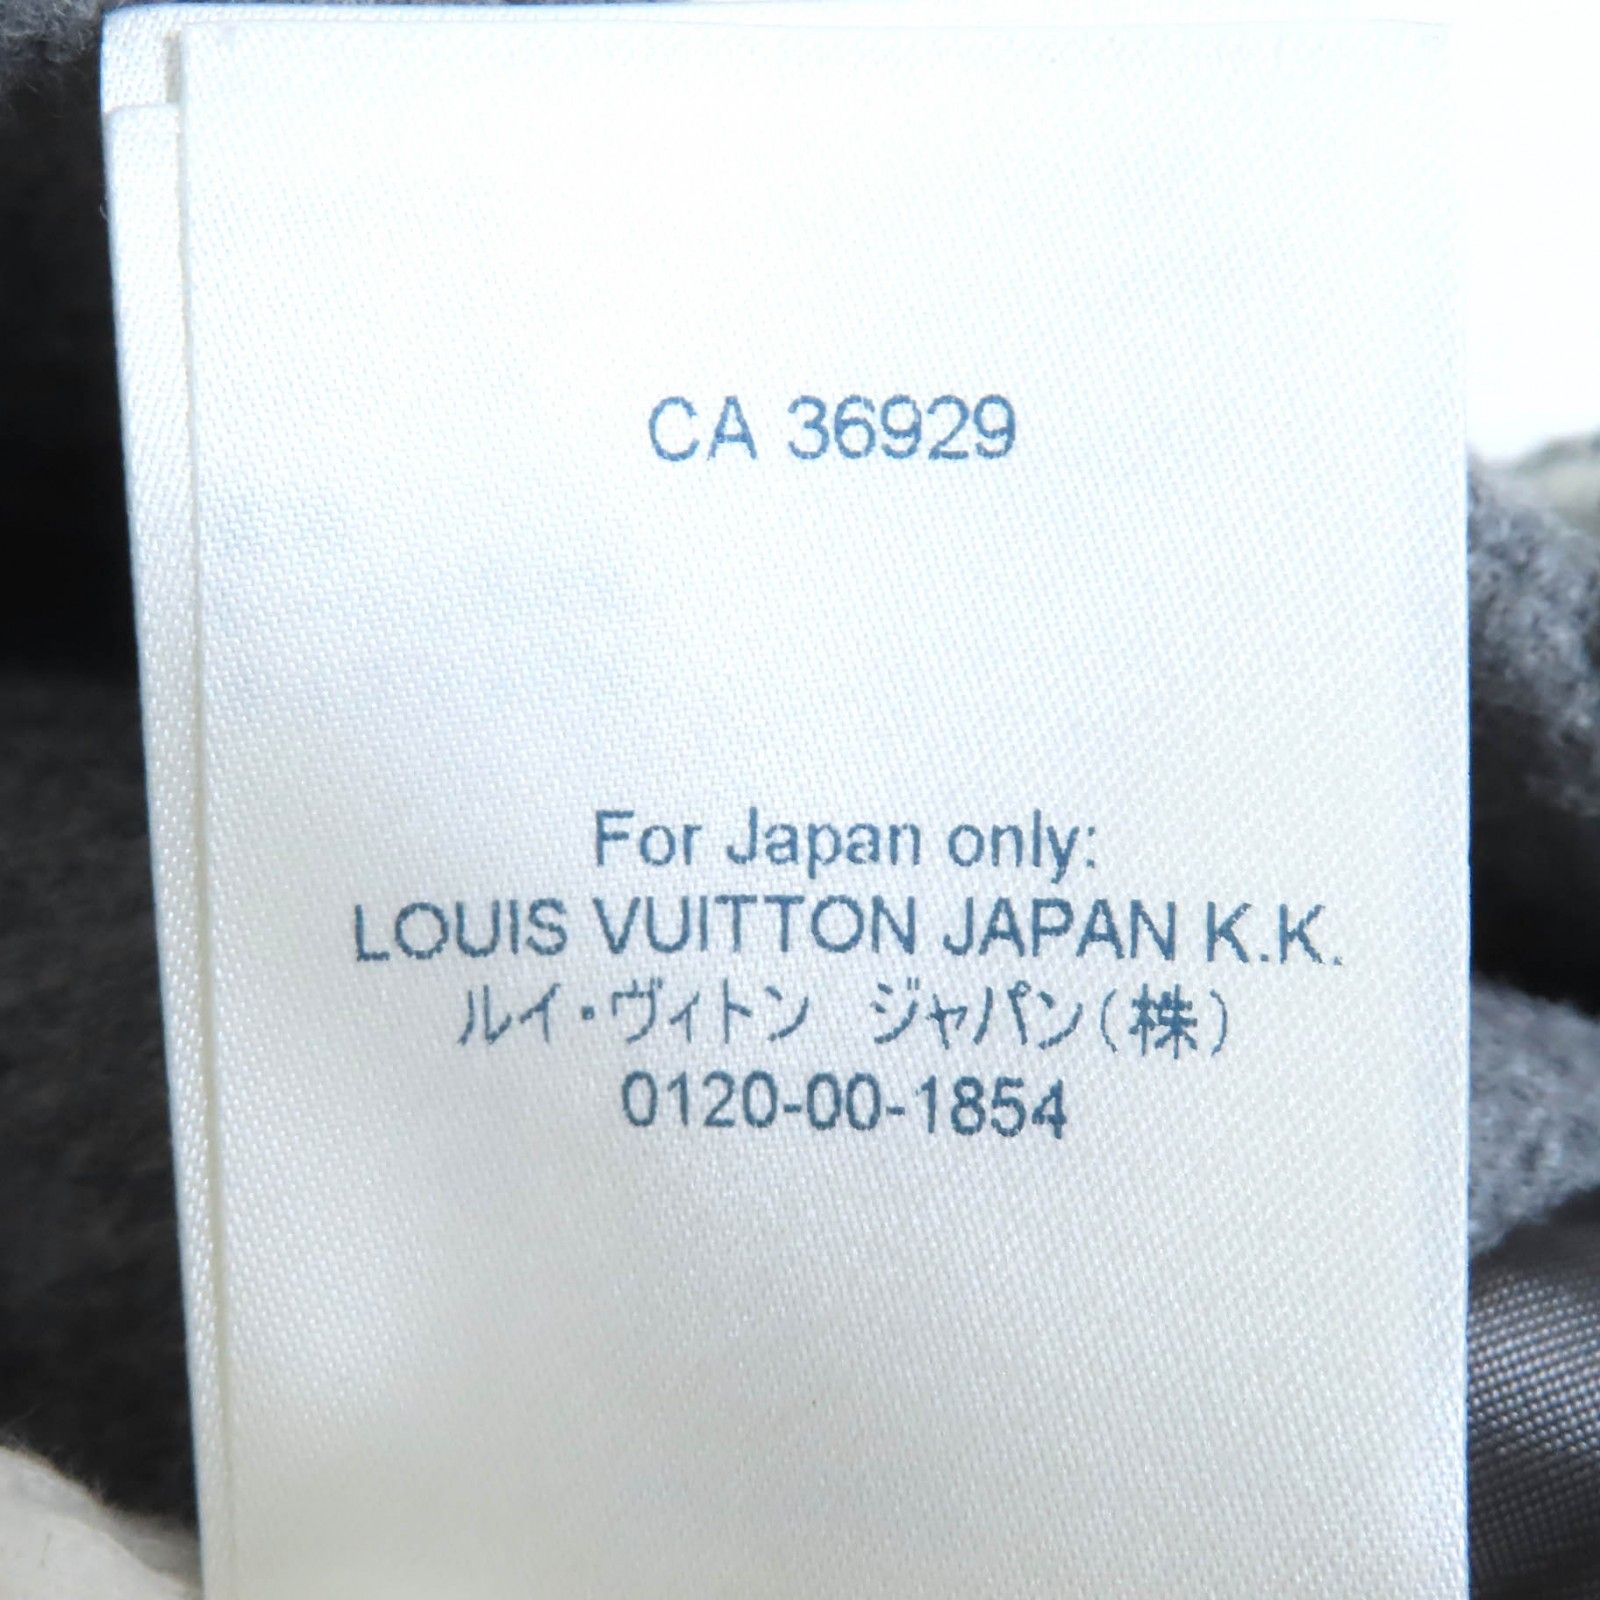 CA 36929
For Japan only:
LOUIS VUITTON JAPAN K.K.
ルイ・ヴィトン　ジャパン(株)
0120-00-1854